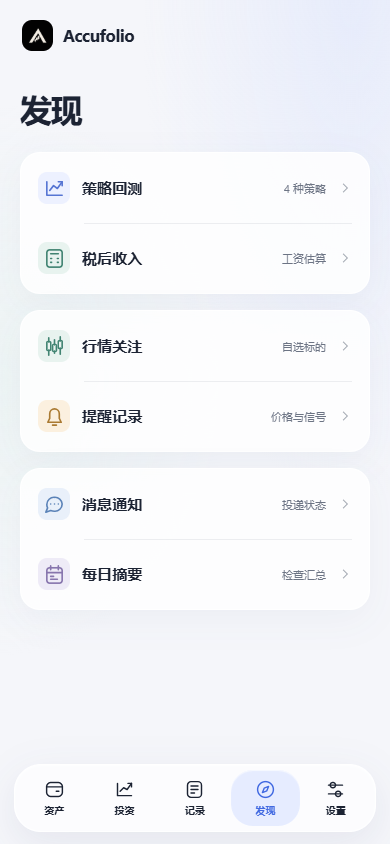 Accufolio
发现
策略回测 4 种策略
税后收入 工资估算
行情关注 自选标的
提醒记录 价格与信号
消息通知 投递状态
每日摘要 检查汇总
资产 投资 记录 发现 设置